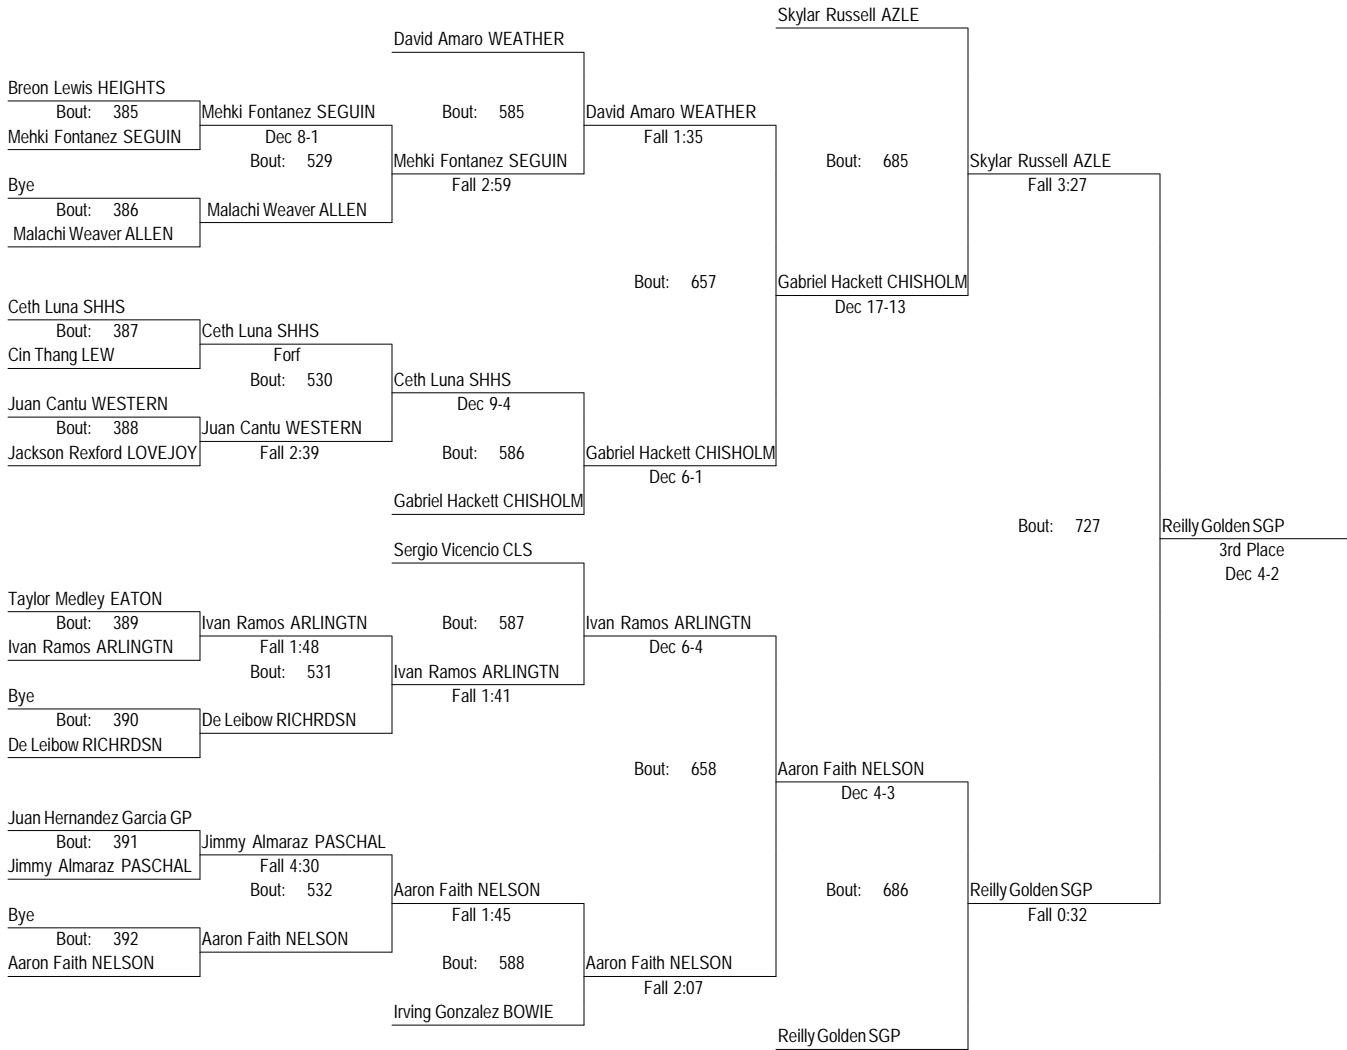 Skylar Russell AZLE
David Amaro WEATHER
Breon Lewis HEIGHTS
Bout: 385
Mehki Fontanez SEGUIN
Bout: 585
David Amaro WEATHER
Mehki Fontanez SEGUIN
Dec 8-1
Fall 1:35
Bout: 529
Mehki Fontanez SEGUIN
Bout: 685
Skylar Russell AZLE
Bye
Fall 2:59
Fall 3:27
Bout: 386
Malachi Weaver ALLEN
Malachi Weaver ALLEN
Bout: 657
Gabriel Hackett CHISHOLM
Ceth Luna SHHS
Dec 17-13
Bout: 387
Ceth Luna SHHS
Cin Thang LEW
Forf
Bout: 530
Ceth Luna SHHS
Juan Cantu WESTERN
Dec 9-4
Bout: 388
Juan Cantu WESTERN
Jackson Rexford LOVEJOY
Fall 2:39
Bout: 586
Gabriel Hackett CHISHOLM
Dec 6-1
Gabriel Hackett CHISHOLM
Bout: 727
Reilly Golden SGP
Sergio Vicencio CLS
3rd Place
Dec 4-2
Taylor Medley EATON
Bout: 389
Ivan Ramos ARLINGTN
Bout: 587
Ivan Ramos ARLINGTN
Ivan Ramos ARLINGTN
Fall 1:48
Dec 6-4
Bout: 531
Ivan Ramos ARLINGTN
Bye
Fall 1:41
Bout: 390
De Leibow RICHRDSN
De Leibow RICHRDSN
Bout: 658
Aaron Faith NELSON
Dec 4-3
Juan Hernandez Garcia GP
Bout: 391
Jimmy Almaraz PASCHAL
Jimmy Almaraz PASCHAL
Fall 4:30
Bout: 532
Aaron Faith NELSON
Bout: 686
Reilly Golden SGP
Bye
Fall 1:45
Fall 0:32
Bout: 392
Aaron Faith NELSON
Aaron Faith NELSON
Bout: 588
Aaron Faith NELSON
Fall 2:07
Irving Gonzalez BOWIE
Reilly Golden SGP